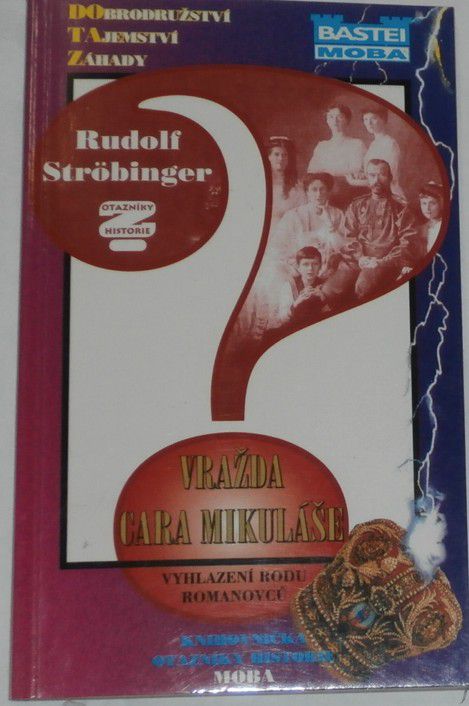 DOBRODRUŽSTVÍ
TAJEMSTVÍ
ZÁHADY
BASTEI
MOBA
Rudolf
Ströbinger
OTAZNÍKY
HISTORIE
VRAŽDA
CARA MIKULÁŠE
VYHLAZENÍ RODU
ROMANOVCŮ
KNIHOVNIČKA
OTAZNÍKY HISTORIE
MOBA